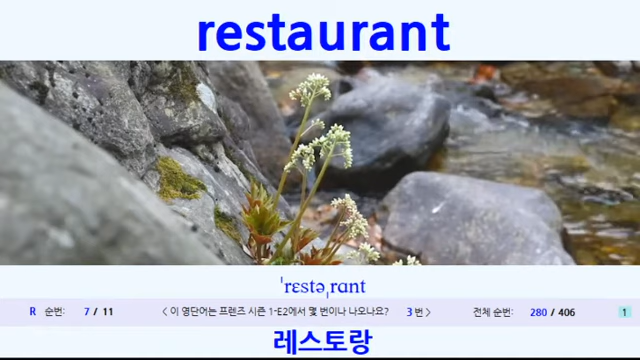 restaurant
ˈrɛstəˌrɑnt
R 순번: 7 / 11 〈 이 영단어는 프렌즈 시즌 1-E2에서 몇 번이나 나오나요? 3 번 〉 전체 순번: 280 / 406 1
레스토랑